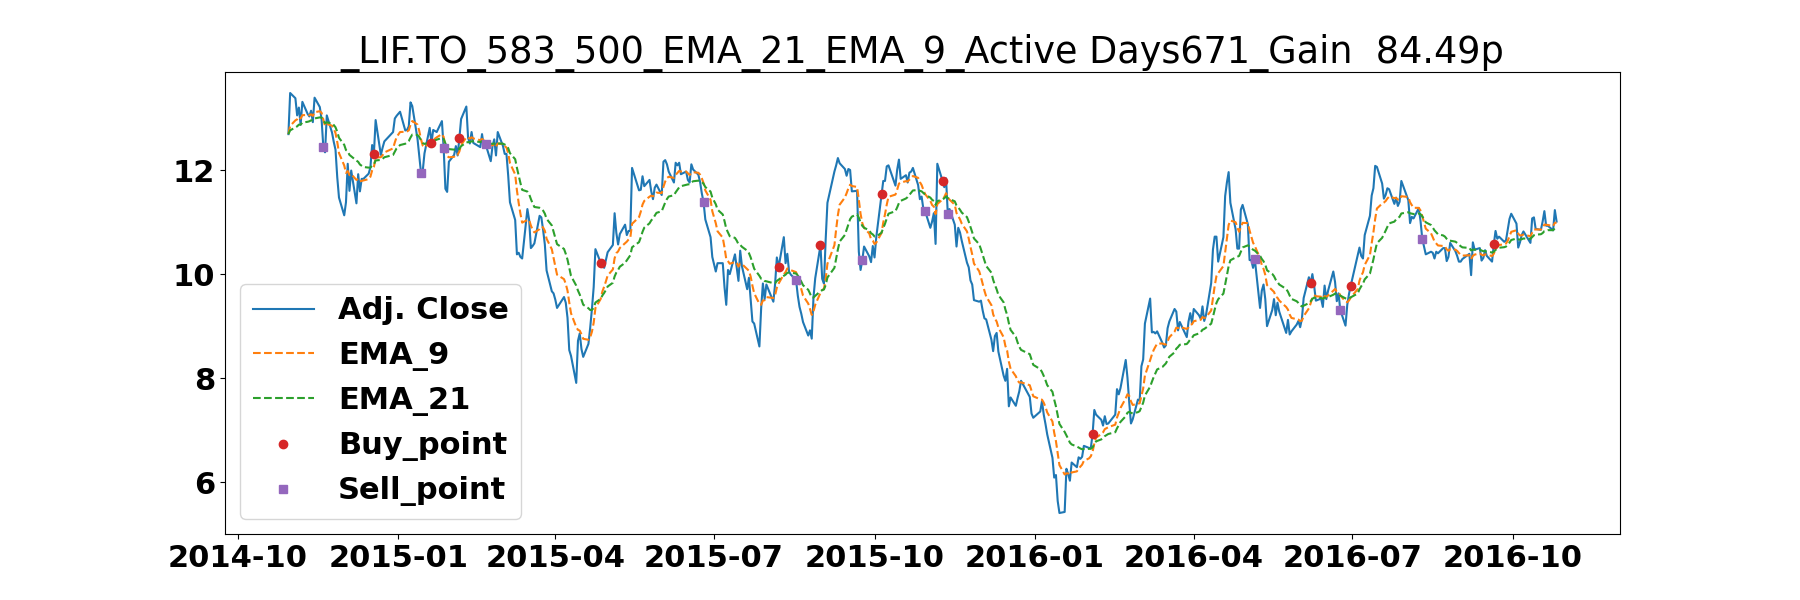 _LIF.TO_583_500_EMA_21_EMA_9_Active Days671_Gain  84.49p
12
10
8
6
Adj. Close
EMA_9
EMA_21
Buy_point
Sell_point
2014-10 2015-01 2015-04 2015-07 2015-10 2016-01 2016-04 2016-07 2016-10